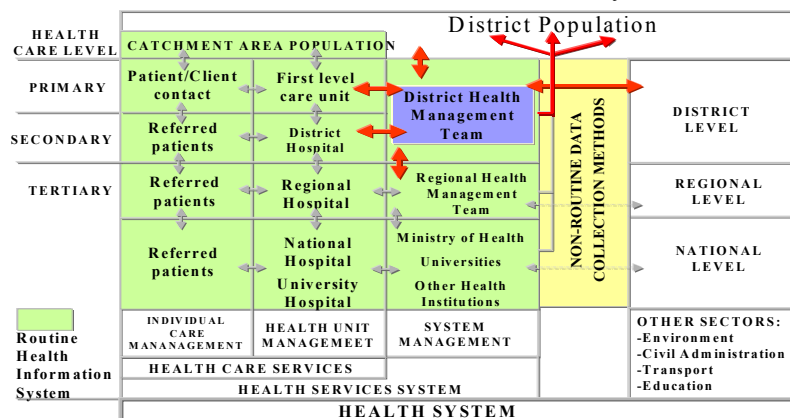 District Population
HEALTH
CARE LEVEL
CATCHMENT AREA POPULATION
PRIMARY
Patient/Client
contact
First level
care unit
District Health
Management
Team
DISTRICT
LEVEL
SECONDARY
Referred
patients
District
Hospital
TERTIARY
Referred
patients
Regional
Hospital
Regional Health
Management
Team
REGIONAL
LEVEL
Referred
patients
National
Hospital
University
Hospital
Ministry of Health
Universities
Other Health
Institutions
NATIONAL
LEVEL
NON-ROUTINE DATA
COLLECTION METHODS
Routine
Health
Information
System
INDIVIDUAL
CARE
MANANAGEMENT
HEALTH UNIT
MANAGEMEET
SYSTEM
MANAGEMENT
OTHER SECTORS:
-Environment
-Civil Administration
-Transport
-Education
HEALTH CARE SERVICES
HEALTH SERVICES SYSTEM
HEALTH SYSTEM